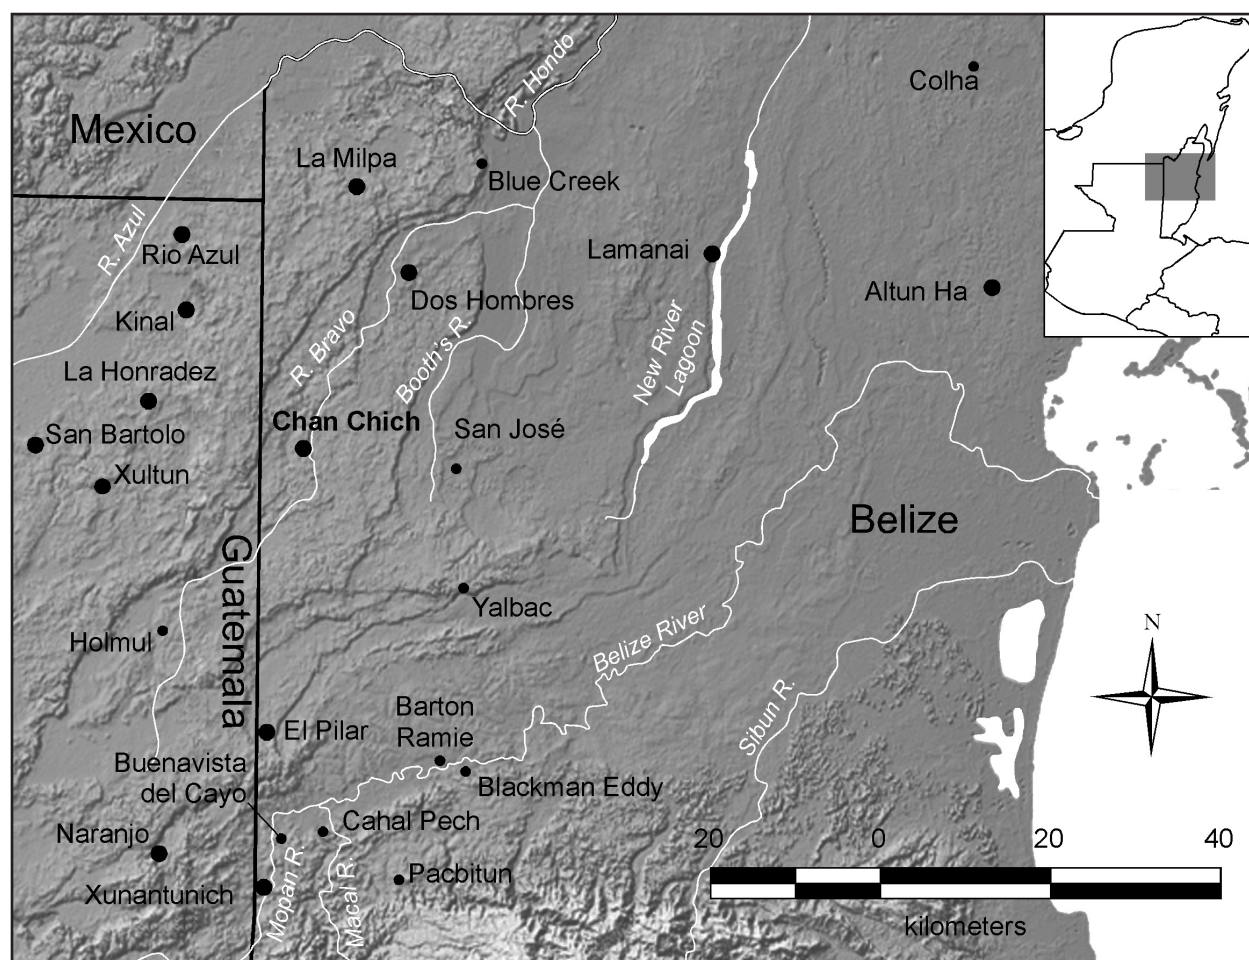 Colha
R. Hondo
Mexico
La Milpa
Blue Creek
R. Azul
Rio Azul
Lamanai
Dos Hombres
Altun Ha
Kinal
R. Bravo
Booth's R.
New River
Lagoon
La Honradez
Chan Chich
San José
San Bartolo
Xultun
Belize
Guatemala
Yalbac
Holmul
Belize River
N
Sibun R.
Barton
Ramie
El Pilar
Buenavista
del Cayo
Blackman Eddy
Cahal Pech
Naranjo
20 0 20 40
Pacbitun
Xunantunich
Mopan R.
Macal R.
kilometers